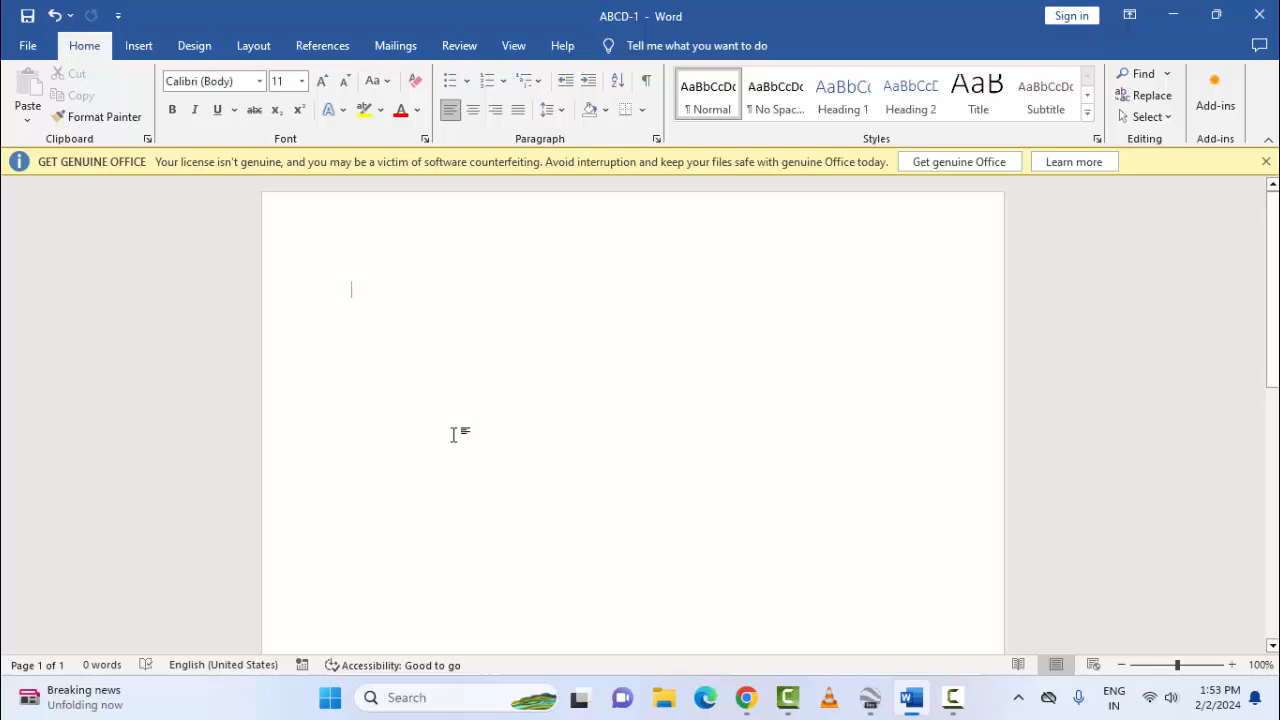 ABCD-1 - Word
Sign in
File Home Insert Design Layout References Mailings Review View Help Tell me what you want to do
Paste
Cut
Copy
Format Painter
Clipboard
Calibri (Body) 11
Font
Paragraph
AaBbCcDc AaBbCcDc AaBbCc AaBbCcD AaB AaBbCcDc
¶ Normal ¶ No Spac... Heading 1 Heading 2 Title Subtitle
Styles
Find
Replace
Select
Editing
Add-ins
Add-ins
GET GENUINE OFFICE Your license isn't genuine, and you may be a victim of software counterfeiting. Avoid interruption and keep your files safe with genuine Office today. Get genuine Office Learn more
Page 1 of 1 0 words English (United States) Accessibility: Good to go 100%
Breaking news
Unfolding now
Search
ENG
IN
1:53 PM
2/2/2024